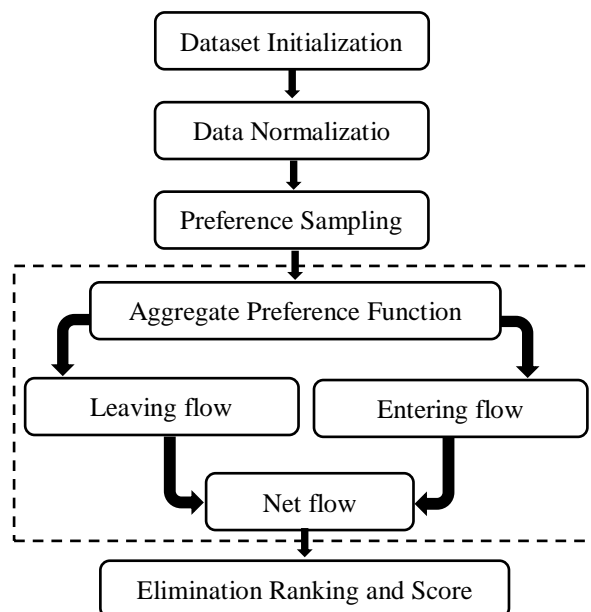 Dataset Initialization
Data Normalizatio
Preference Sampling
Aggregate Preference Function
Leaving flow
Entering flow
Net flow
Elimination Ranking and Score